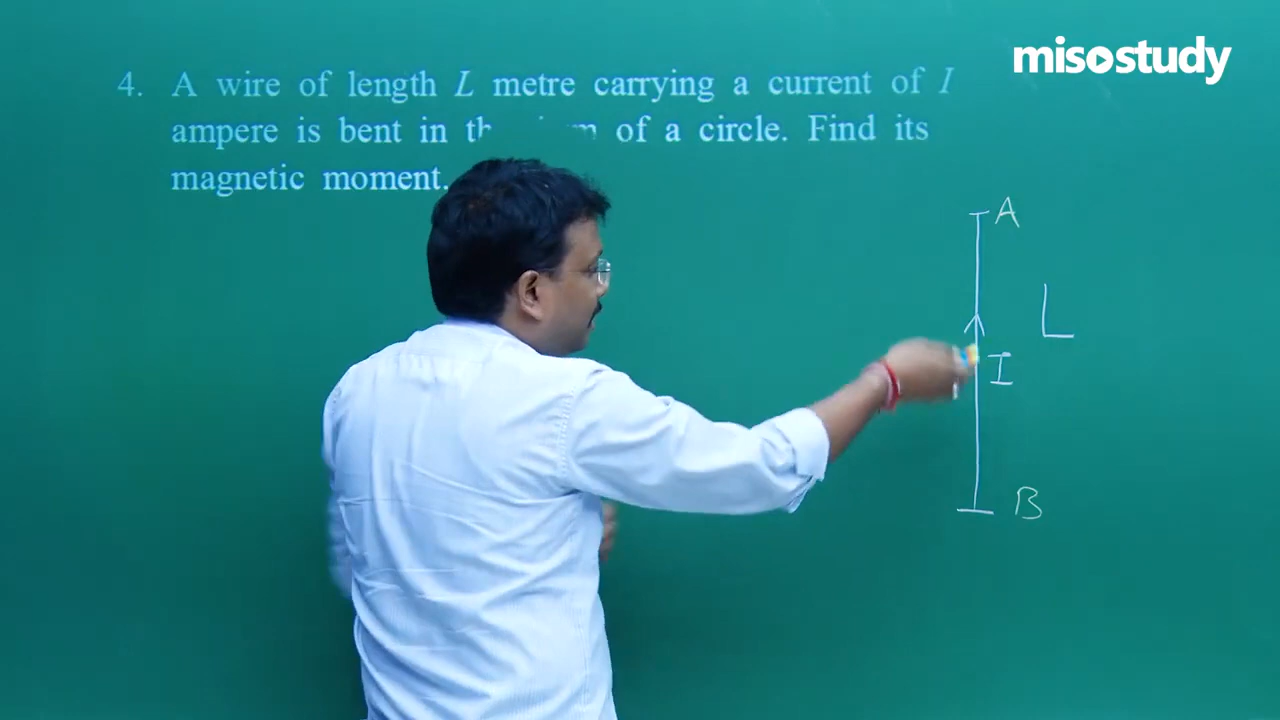 misostudy
4. A wire of length L metre carrying a current of I
ampere is bent in of a circle. Find its
magnetic moment.
A
L
I
B